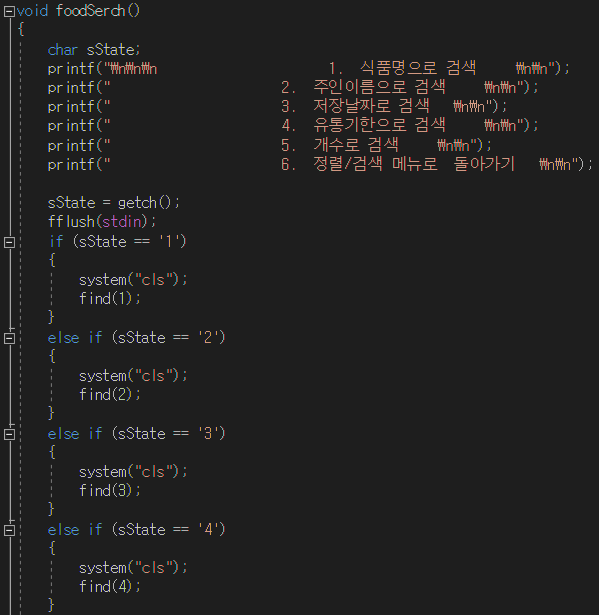 void foodSerch()
{
char sState;
printf("₩n₩n₩n 1. 식품명으로 검색 ₩n₩n");
printf(" 2. 주인이름으로 검색 ₩n₩n");
printf(" 3. 저장날짜로 검색 ₩n₩n");
printf(" 4. 유통기한으로 검색 ₩n₩n");
printf(" 5. 개수로 검색 ₩n₩n");
printf(" 6. 정렬/검색 메뉴로 돌아가기 ₩n₩n");
sState = getch();
fflush(stdin);
if (sState == '1')
{
system("cls");
find(1);
}
else if (sState == '2')
{
system("cls");
find(2);
}
else if (sState == '3')
{
system("cls");
find(3);
}
else if (sState == '4')
{
system("cls");
find(4);
}